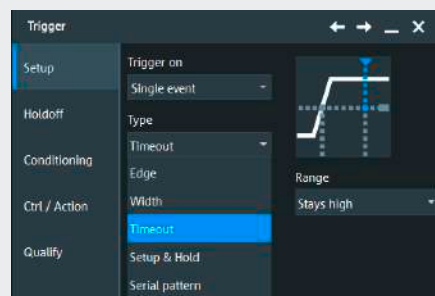 Trigger
Setup
Holdoff
Conditioning
Ctrl / Action
Qualify
Trigger on
Single event
Type
Timeout
Edge
Width
Timeout
Setup & Hold
Serial pattern
Range
Stays high